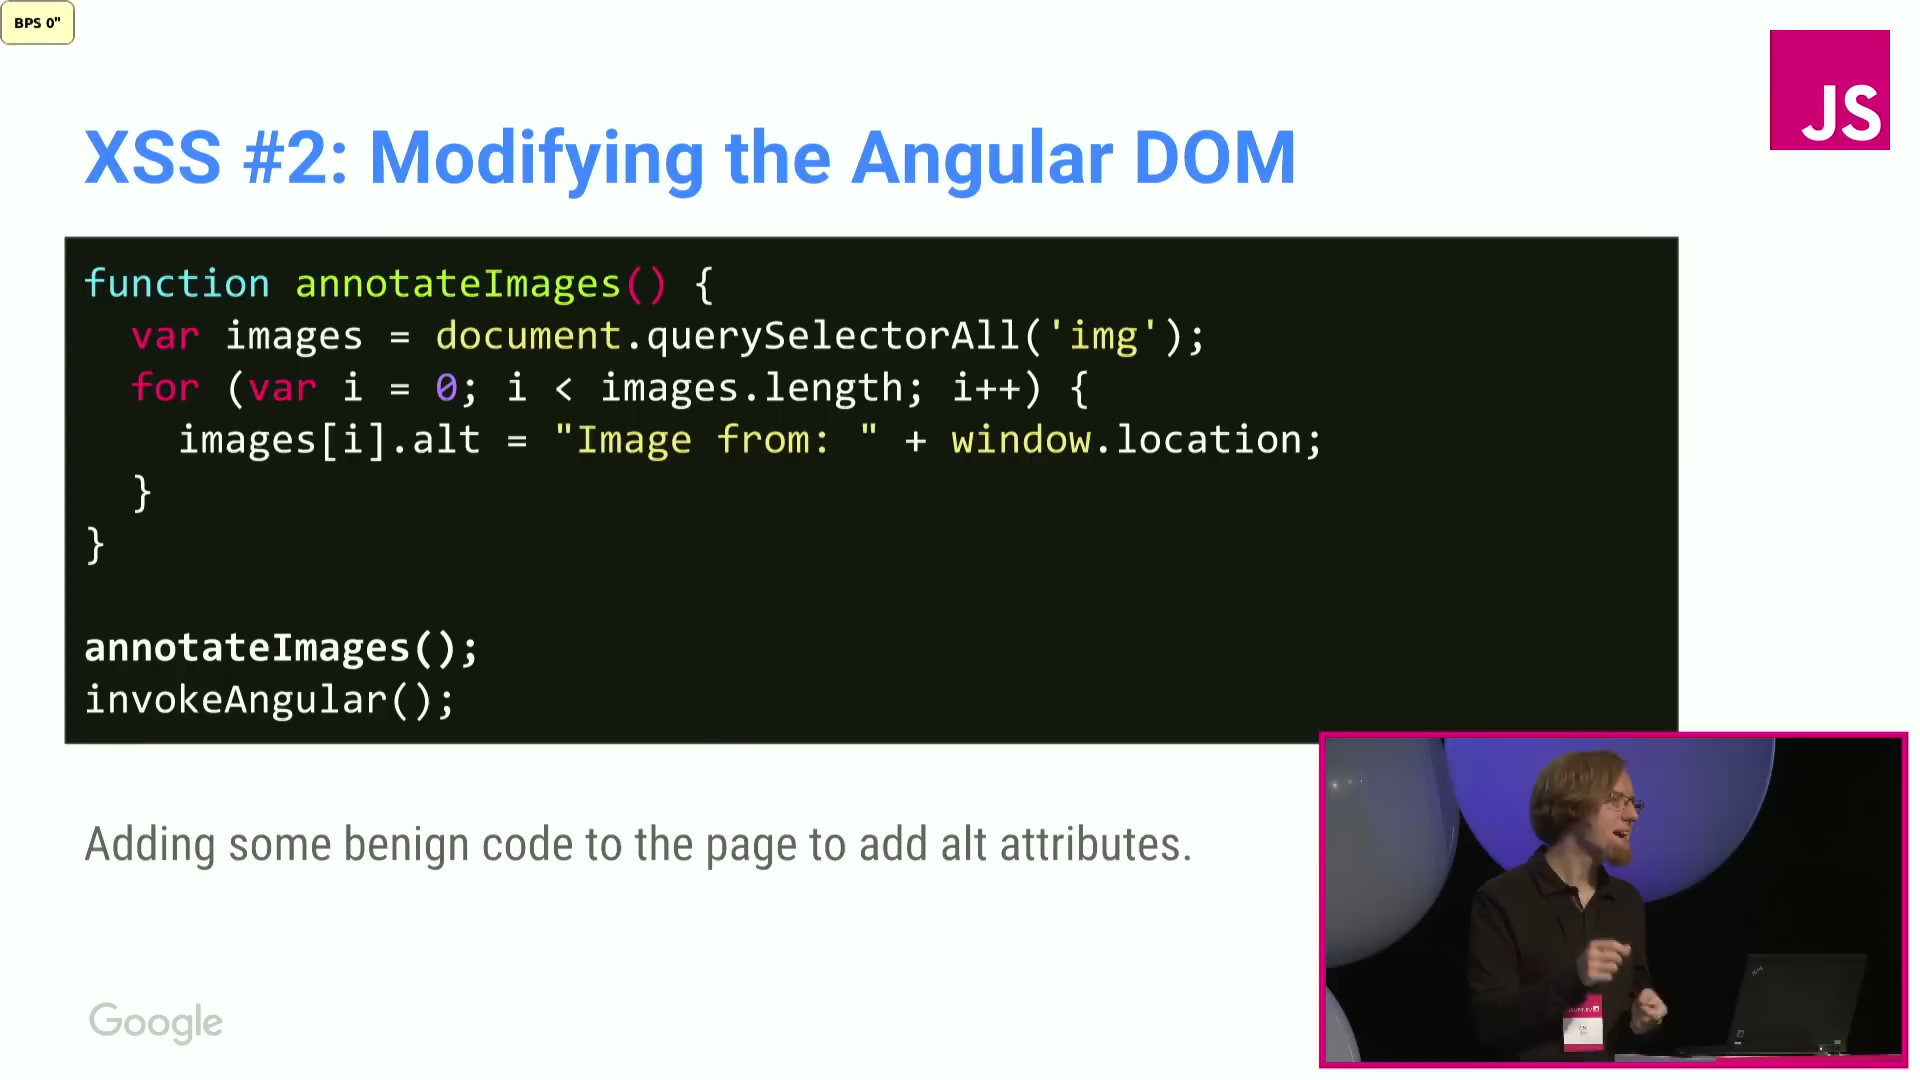 BPS 0"
JS
XSS #2: Modifying the Angular DOM
function annotateImages() {
  var images = document.querySelectorAll('img');
  for (var i = 0; i < images.length; i++) {
    images[i].alt = "Image from: " + window.location;
  }
}
annotateImages();
invokeAngular();
Adding some benign code to the page to add alt attributes.
Google